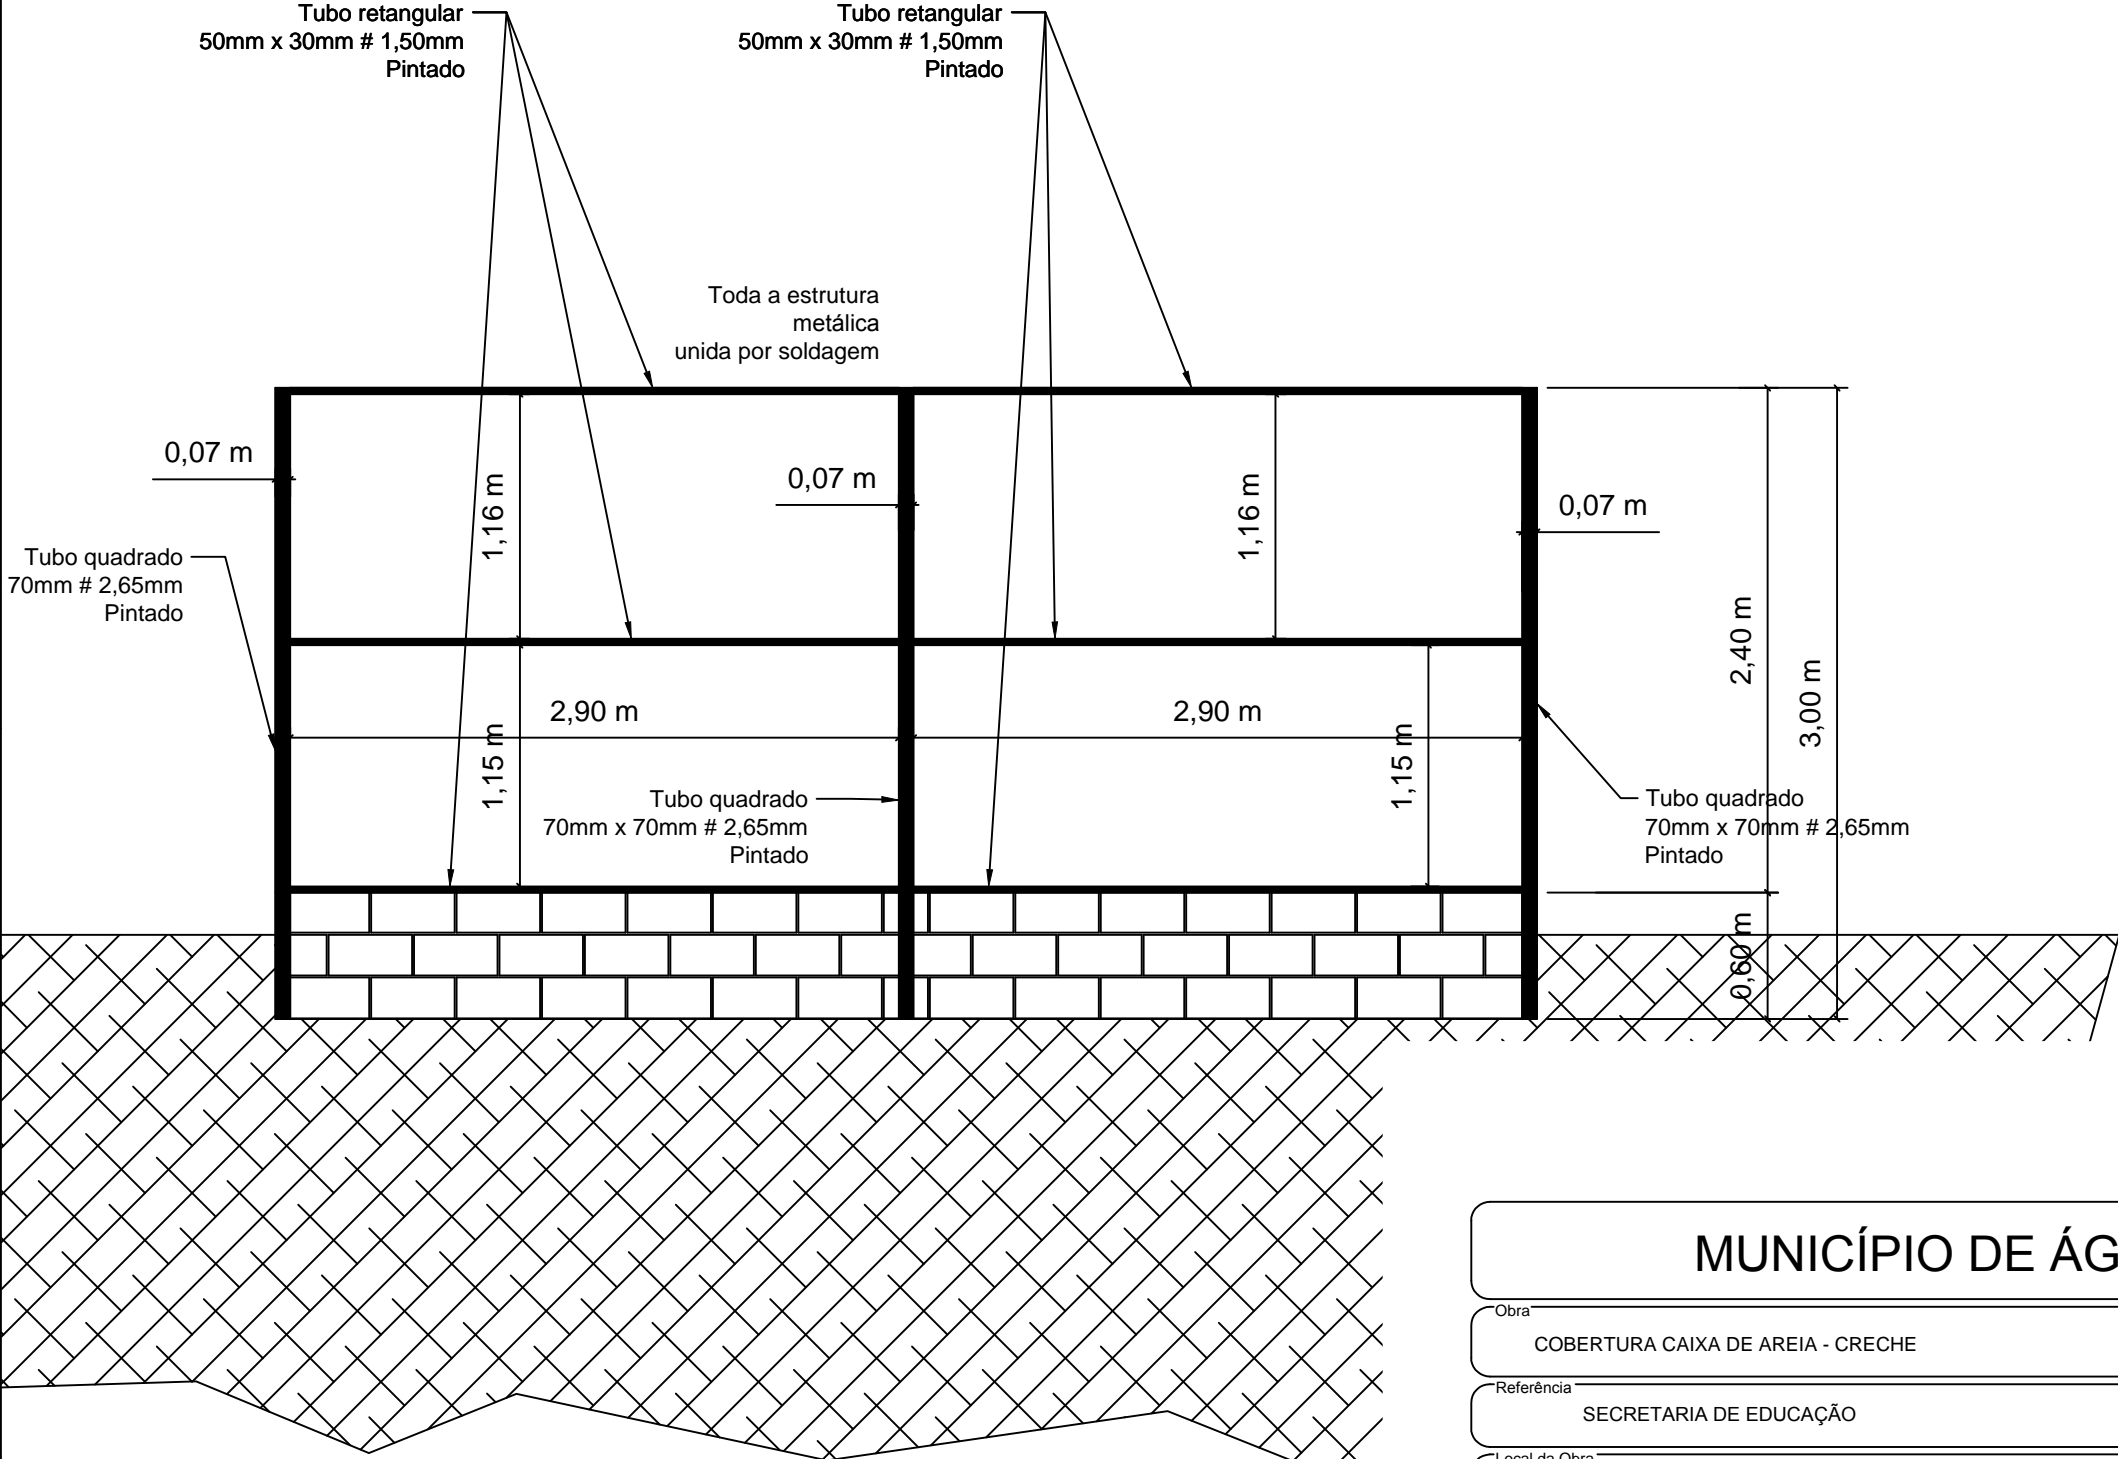 Tubo retangular
50mm x 30mm # 1,50mm
Pintado
Tubo retangular
50mm x 30mm # 1,50mm
Pintado
Toda a estrutura
metálica
unida por soldagem
0,07 m
0,07 m
0,07 m
1,16 m
1,16 m
Tubo quadrado
70mm # 2,65mm
Pintado
2,40 m
3,00 m
2,90 m
2,90 m
1,15 m
1,15 m
Tubo quadrado
70mm x 70mm # 2,65mm
Pintado
Tubo quadrado
70mm x 70mm # 2,65mm
Pintado
0,60 m
MUNICÍPIO DE ÁG
Obra
COBERTURA CAIXA DE AREIA - CRECHE
Referência
SECRETARIA DE EDUCAÇÃO
Local da Obra